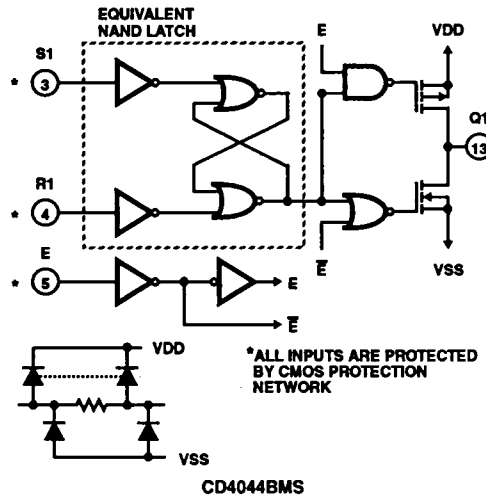 EQUIVALENT
NAND LATCH
S1
* 3
E
VDD
Q1
13
R1
* 4
E
VSS
E
* 5
E
E
VDD
*ALL INPUTS ARE PROTECTED
BY CMOS PROTECTION
NETWORK
VSS
CD4044BMS